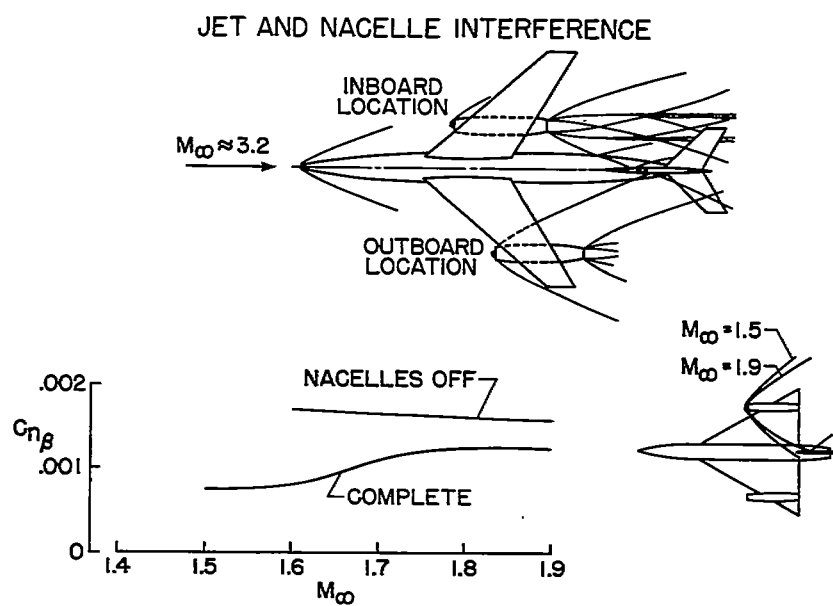 JET AND NACELLE INTERFERENCE
INBOARD
LOCATION
M∞ ≈ 3.2
OUTBOARD
LOCATION
M∞ = 1.5
M∞ = 1.9
.002
NACELLES OFF
Cnβ
.001
COMPLETE
0
1.4 1.5 1.6 1.7 1.8 1.9
M∞